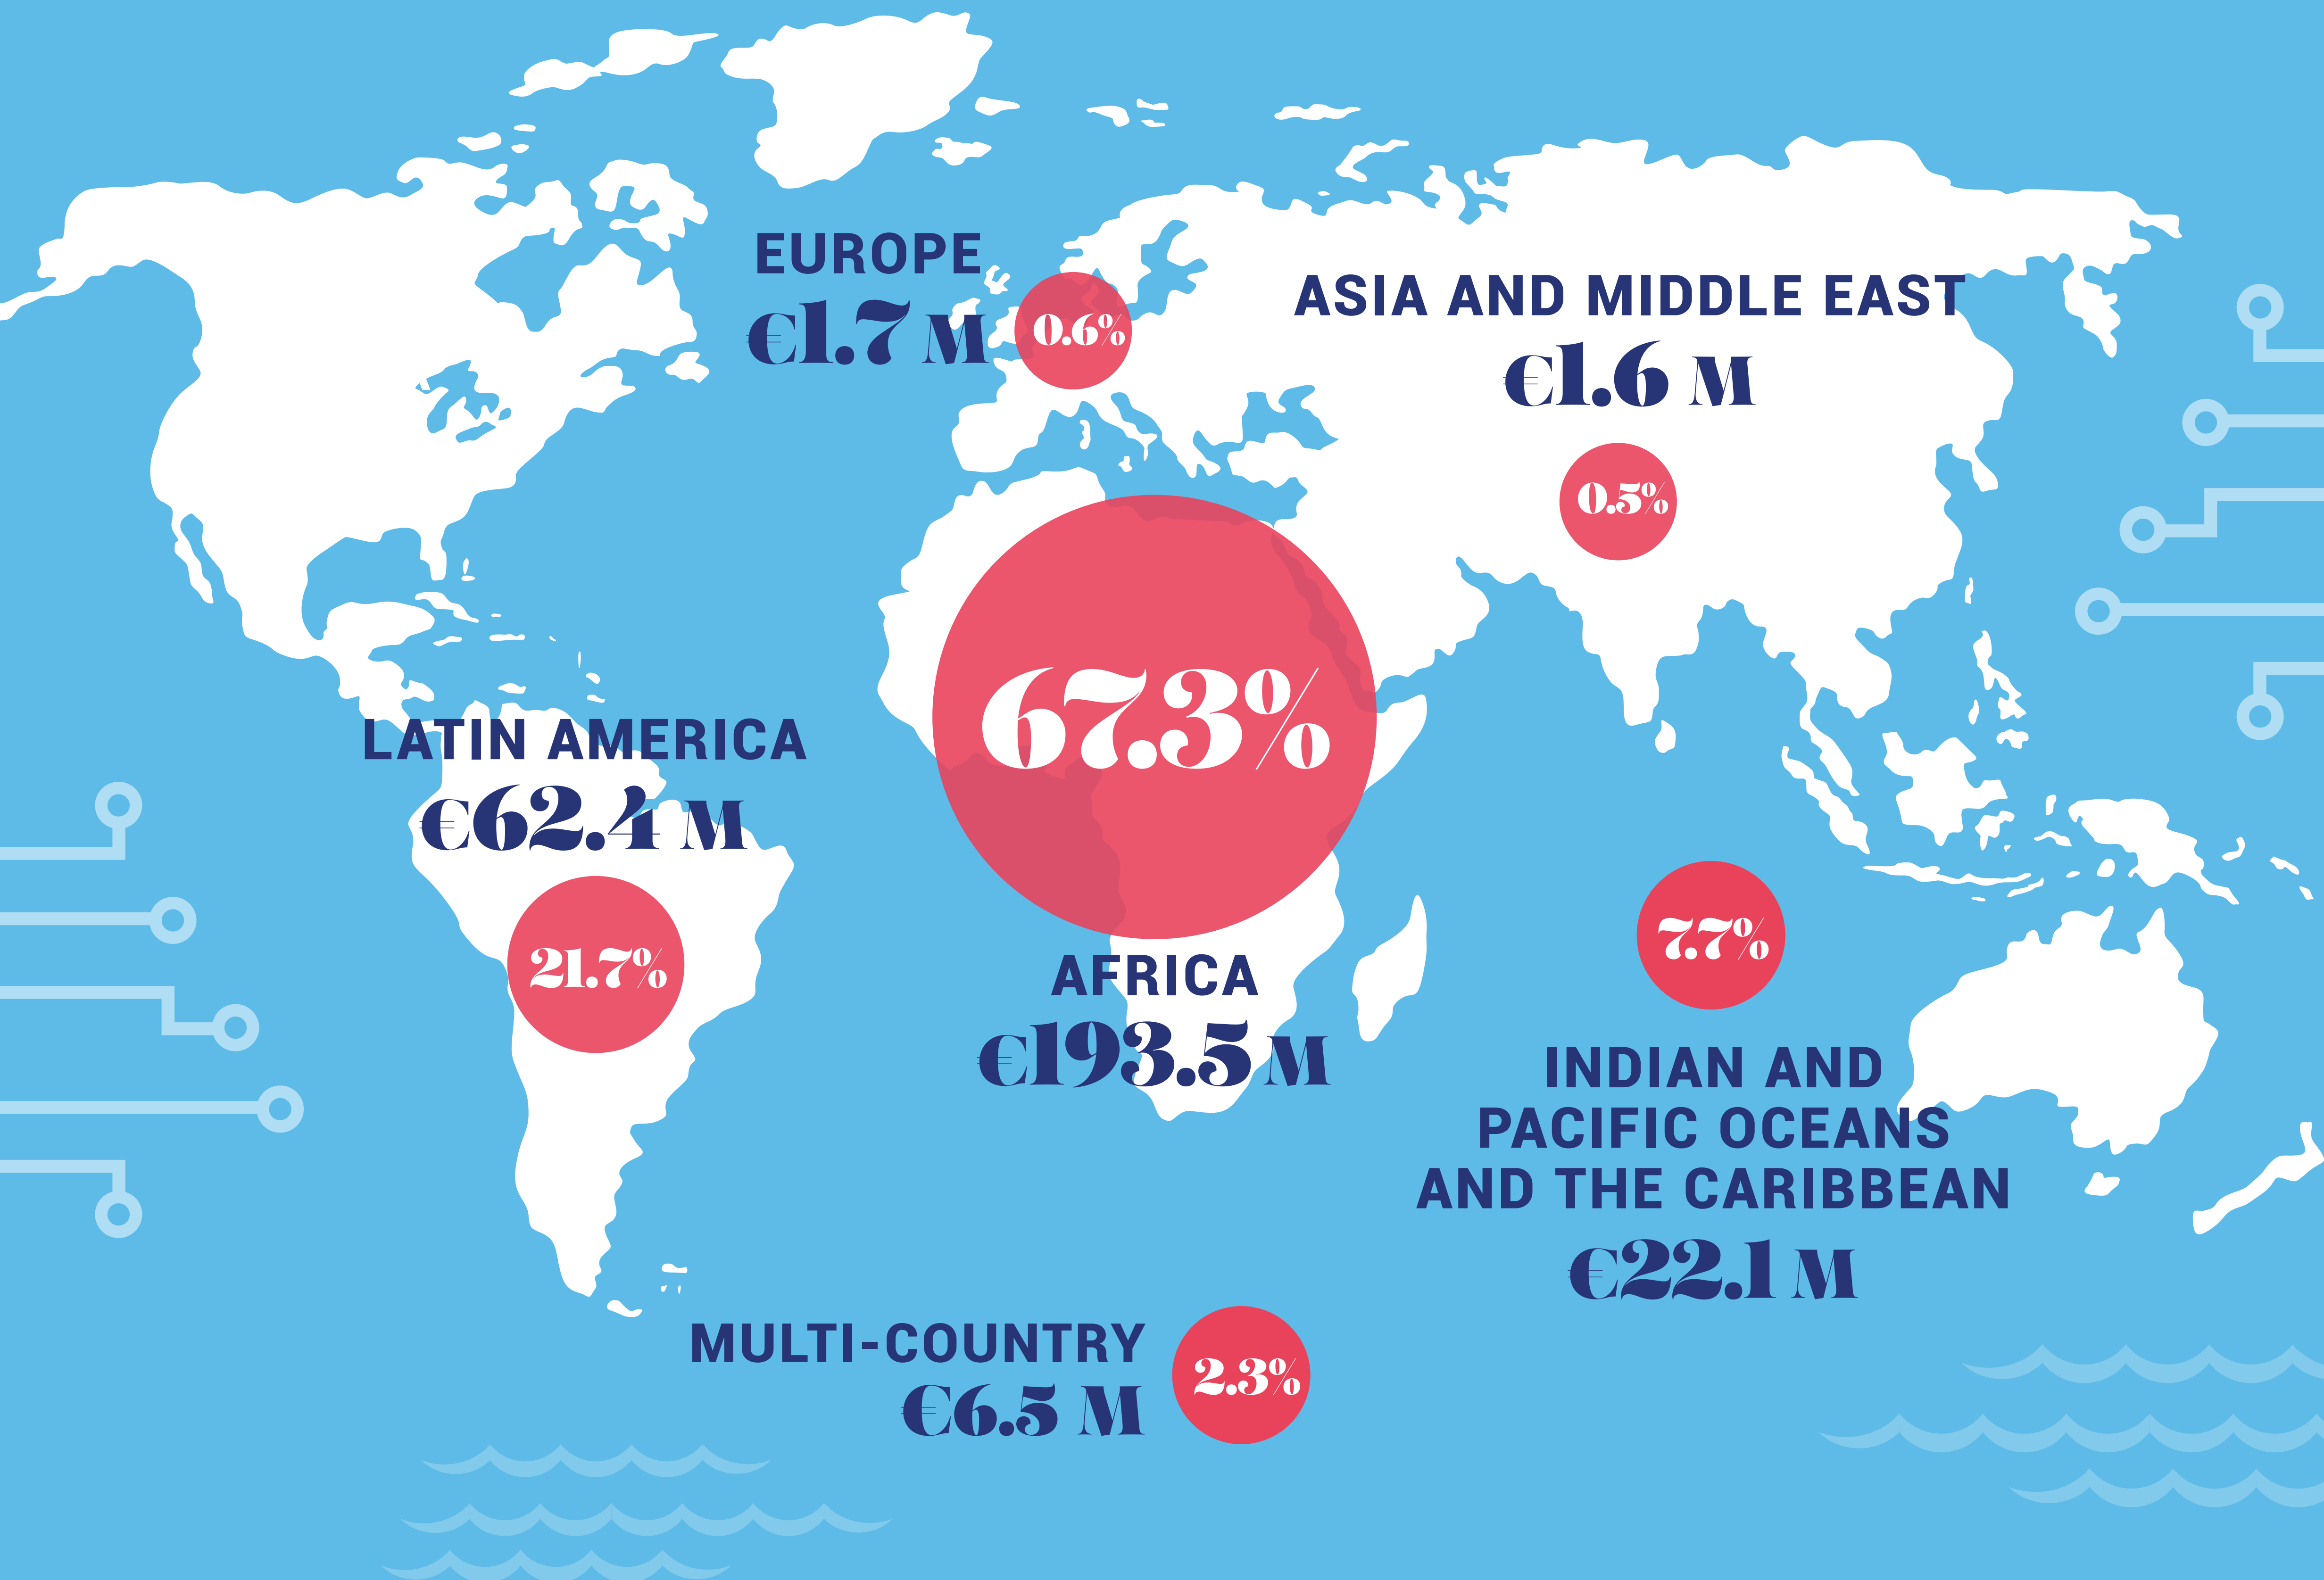 EUROPE
€1.7 M
0.6%
ASIA AND MIDDLE EAST
€1.6 M
0.5%
67.3%
AFRICA
€193.5 M
LATIN AMERICA
€62.4 M
21.7%
7.7%
INDIAN AND
PACIFIC OCEANS
AND THE CARIBBEAN
€22.1 M
MULTI-COUNTRY
€6.5 M
2.3%